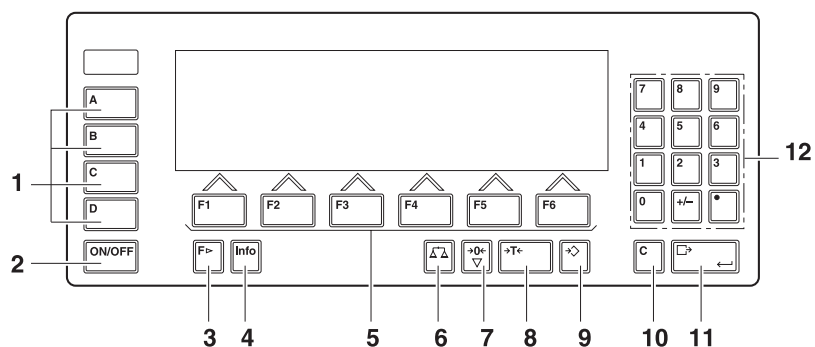 7 8 9
A
4 5 6
B
1 2 3 12
1 C
D F1 F2 F3 F4 F5 F6 0 +/– •
2 ON/OFF F▻ Info →0← →T← C
3 4 5 6 7 8 9 10 11